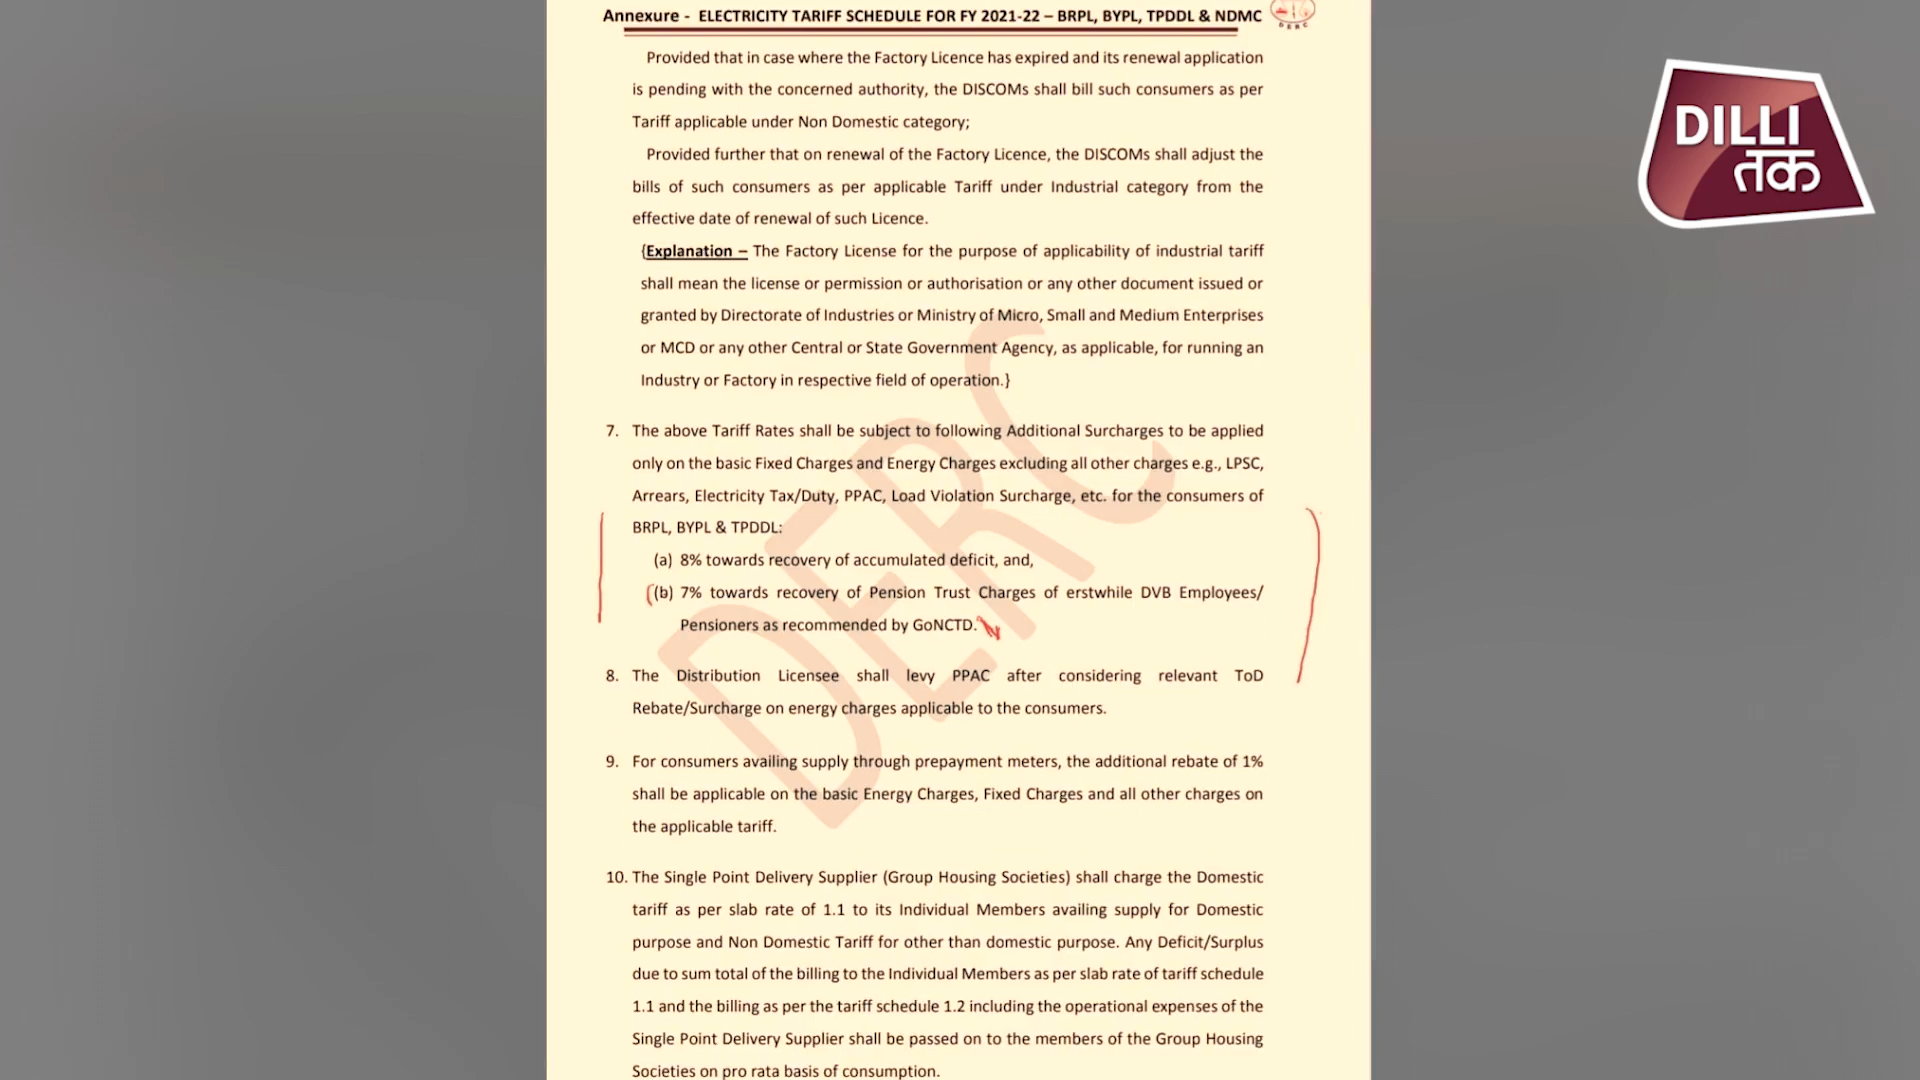 Annexure - ELECTRICITY TARIFF SCHEDULE FOR FY 2021-22 – BRPL, BYPL, TPDDL & NDMC
DERC
DILLI
तक
Provided that in case where the Factory Licence has expired and its renewal application
is pending with the concerned authority, the DISCOMs shall bill such consumers as per
Tariff applicable under Non Domestic category;
Provided further that on renewal of the Factory Licence, the DISCOMs shall adjust the
bills of such consumers as per applicable Tariff under Industrial category from the
effective date of renewal of such Licence.
{Explanation – The Factory License for the purpose of applicability of industrial tariff
shall mean the license or permission or authorisation or any other document issued or
granted by Directorate of Industries or Ministry of Micro, Small and Medium Enterprises
or MCD or any other Central or State Government Agency, as applicable, for running an
Industry or Factory in respective field of operation.}
7. The above Tariff Rates shall be subject to following Additional Surcharges to be applied
only on the basic Fixed Charges and Energy Charges excluding all other charges e.g., LPSC,
Arrears, Electricity Tax/Duty, PPAC, Load Violation Surcharge, etc. for the consumers of
BRPL, BYPL & TPDDL:
(a) 8% towards recovery of accumulated deficit, and,
(b) 7% towards recovery of Pension Trust Charges of erstwhile DVB Employees/
Pensioners as recommended by GoNCTD.
8. The Distribution Licensee shall levy PPAC after considering relevant ToD
Rebate/Surcharge on energy charges applicable to the consumers.
9. For consumers availing supply through prepayment meters, the additional rebate of 1%
shall be applicable on the basic Energy Charges, Fixed Charges and all other charges on
the applicable tariff.
10. The Single Point Delivery Supplier (Group Housing Societies) shall charge the Domestic
tariff as per slab rate of 1.1 to its Individual Members availing supply for Domestic
purpose and Non Domestic Tariff for other than domestic purpose. Any Deficit/Surplus
due to sum total of the billing to the Individual Members as per slab rate of tariff schedule
1.1 and the billing as per the tariff schedule 1.2 including the operational expenses of the
Single Point Delivery Supplier shall be passed on to the members of the Group Housing
Societies on pro rata basis of consumption.
DERC